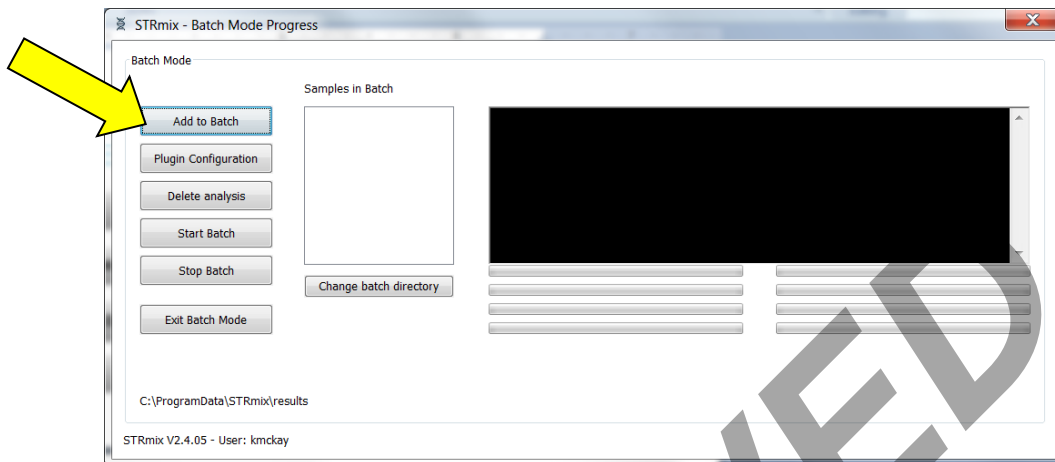 STRmix - Batch Mode Progress
Batch Mode
Samples in Batch
Add to Batch
Plugin Configuration
Delete analysis
Start Batch
Stop Batch
Change batch directory
Exit Batch Mode
C:\ProgramData\STRmix\results
STRmix V2.4.05 - User: kmckay